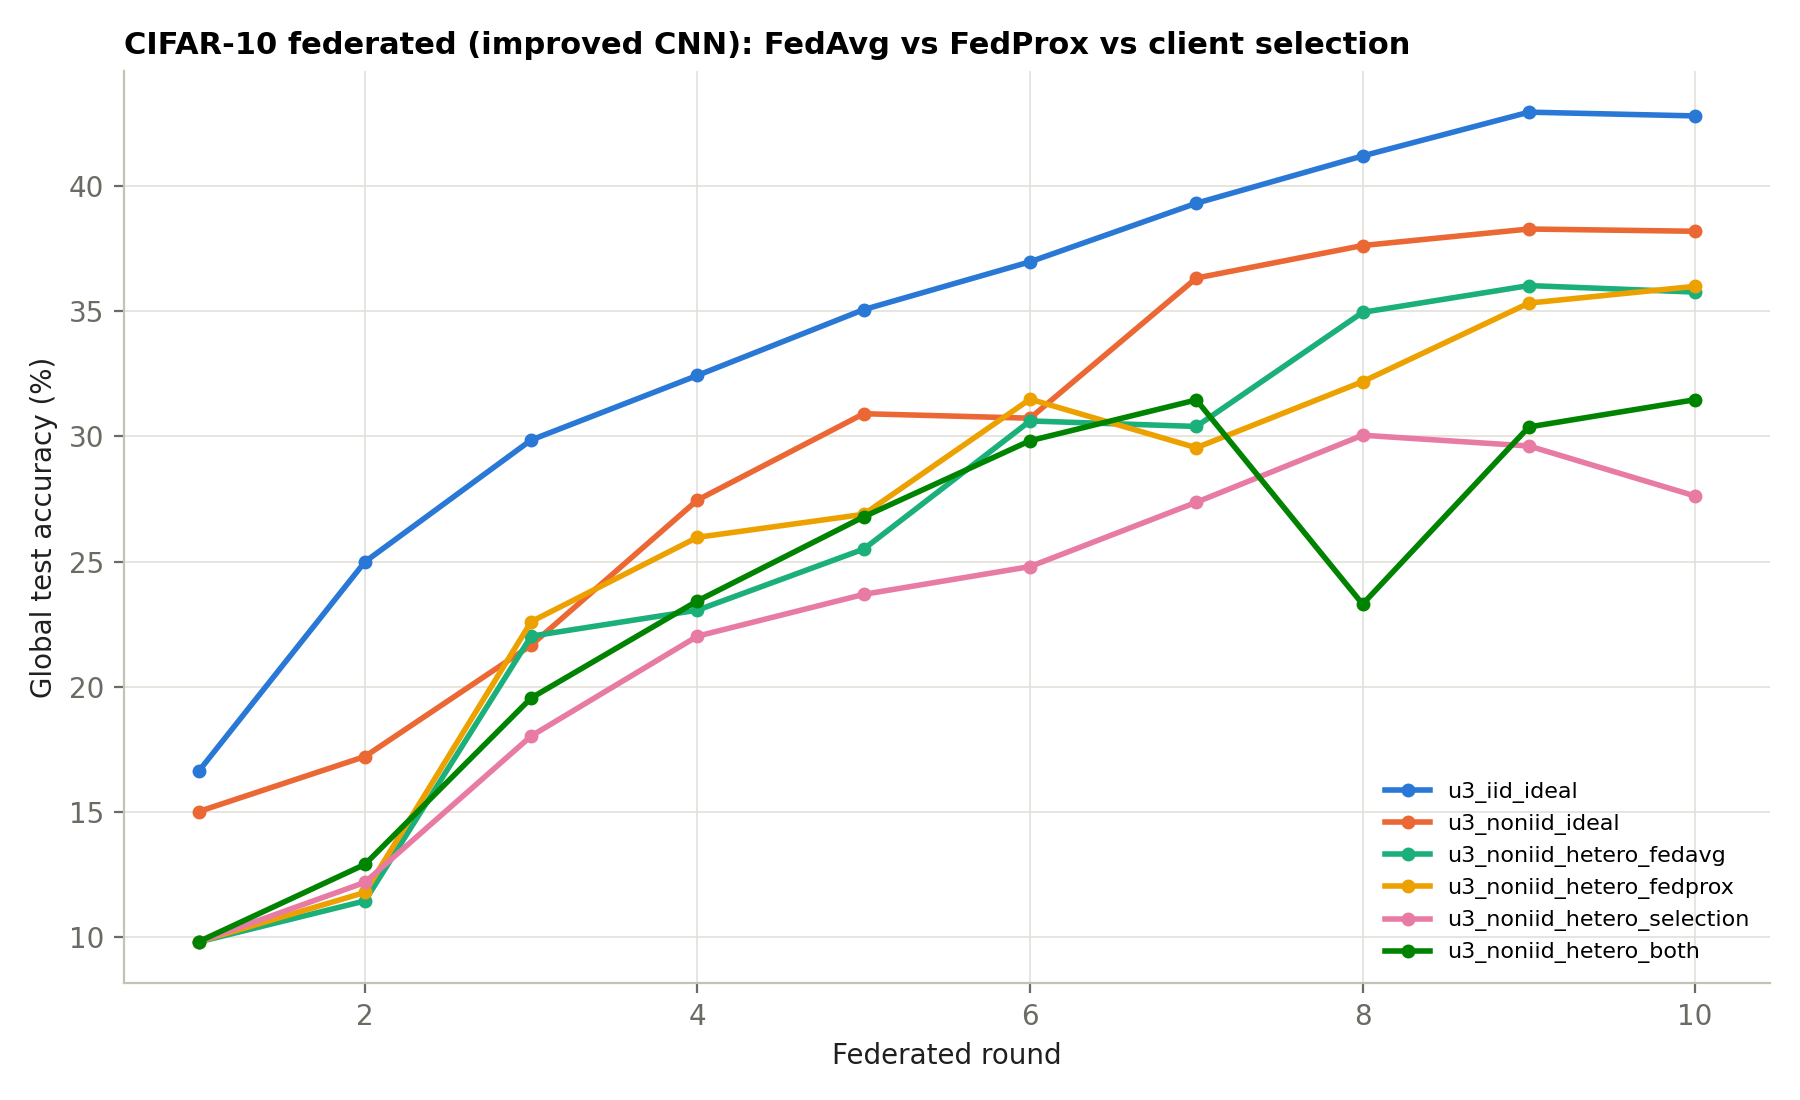 CIFAR-10 federated (improved CNN): FedAvg vs FedProx vs client selection
Global test accuracy (%)
40
35
30
25
20
15
10
u3_iid_ideal
u3_noniid_ideal
u3_noniid_hetero_fedavg
u3_noniid_hetero_fedprox
u3_noniid_hetero_selection
u3_noniid_hetero_both
2 4 6 8 10
Federated round